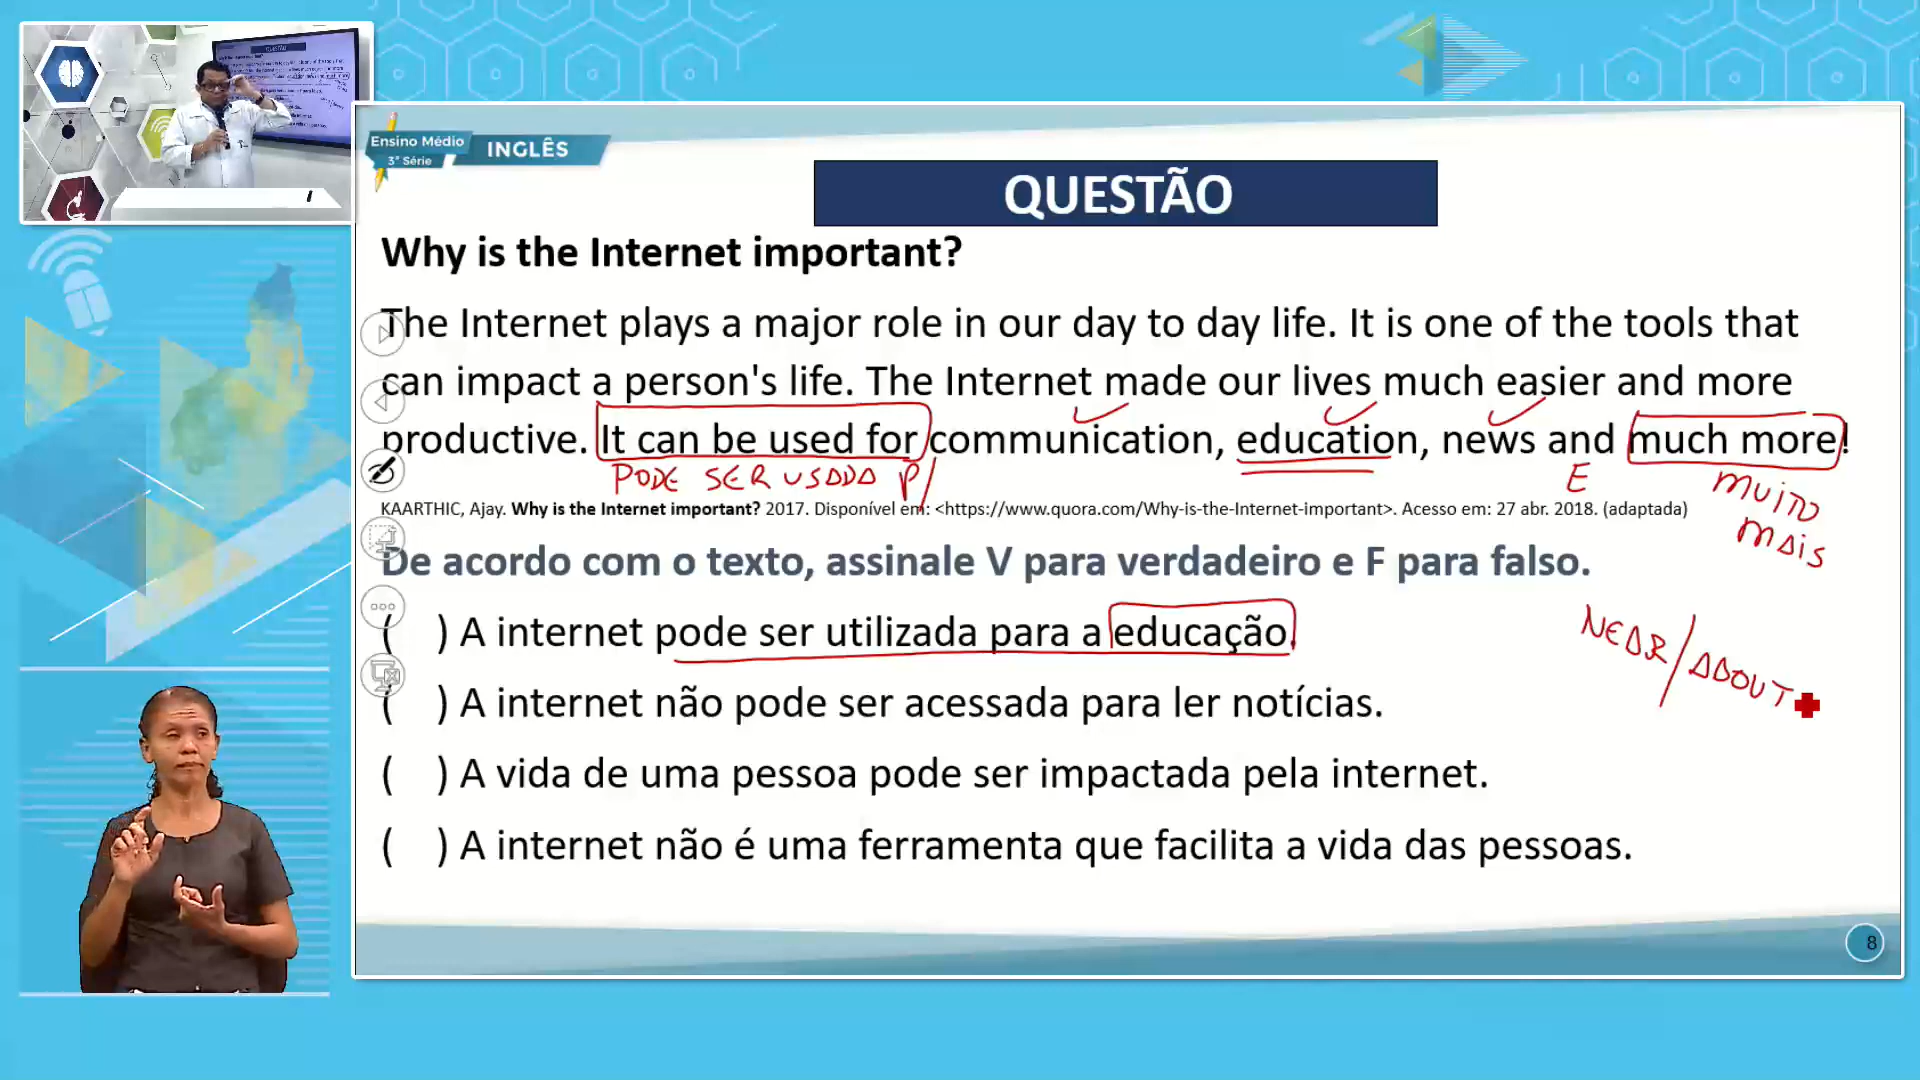 Ensino Médio
3ª Série
INGLÊS
QUESTÃO
Why is the Internet important?
The Internet plays a major role in our day to day life. It is one of the tools that
can impact a person's life. The Internet made our lives much easier and more
productive. It can be used for communication, education, news and much more!
PODE SER USADA P/
E
MUITO
MAIS
KAARTHIC, Ajay. Why is the Internet important? 2017. Disponível em: <https://www.quora.com/Why-is-the-Internet-important>. Acesso em: 27 abr. 2018. (adaptada)
De acordo com o texto, assinale V para verdadeiro e F para falso.
( ) A internet pode ser utilizada para a educação.
NEAR/ABOUT
( ) A internet não pode ser acessada para ler notícias.
( ) A vida de uma pessoa pode ser impactada pela internet.
( ) A internet não é uma ferramenta que facilita a vida das pessoas.
8